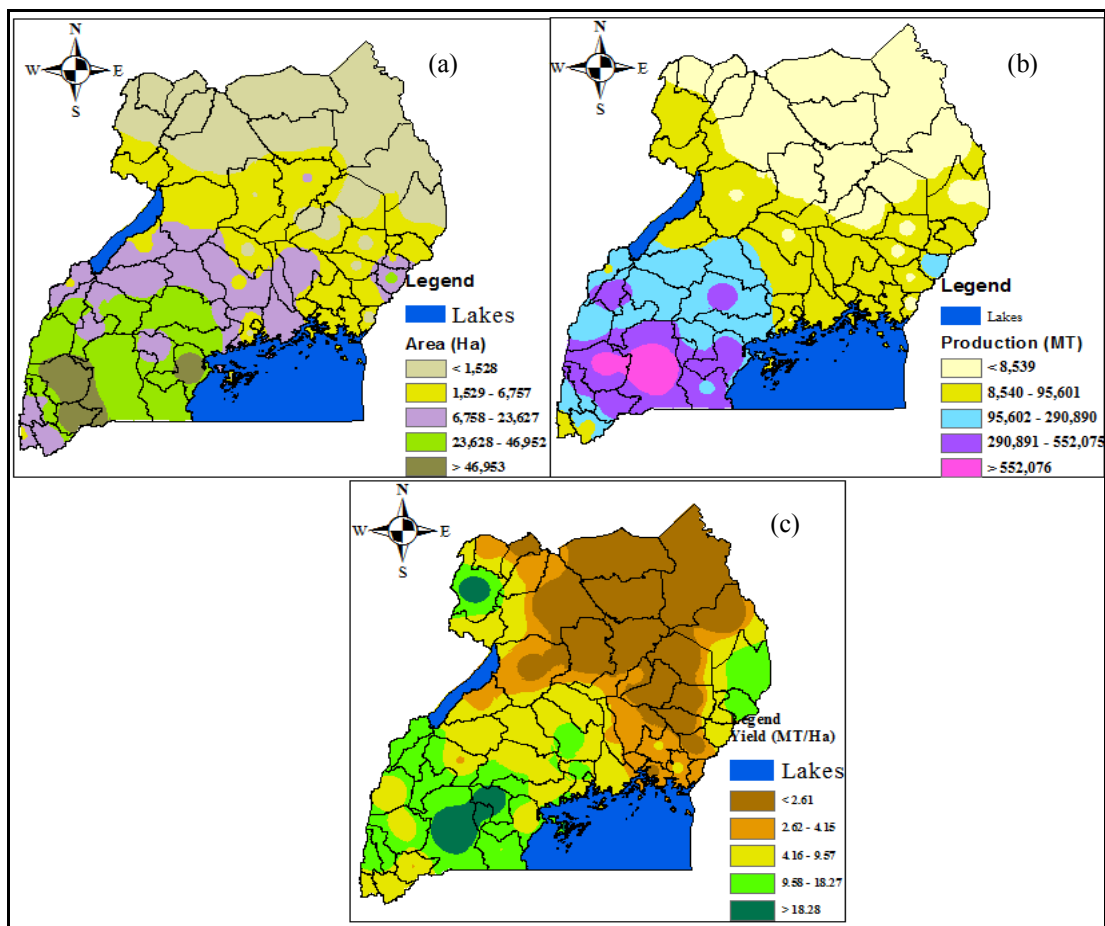 N
W E
S
(a)
Legend
Lakes
Area (Ha)
< 1,528
1,529 - 6,757
6,758 - 23,627
23,628 - 46,952
> 46,953
N
W E
S
(b)
Legend
Lakes
Production (MT)
< 8,539
8,540 - 95,601
95,602 - 290,890
290,891 - 552,075
> 552,076
N
W E
S
(c)
Legend
Yield (MT/Ha)
Lakes
< 2.61
2.62 - 4.15
4.16 - 9.57
9.58 - 18.27
> 18.28